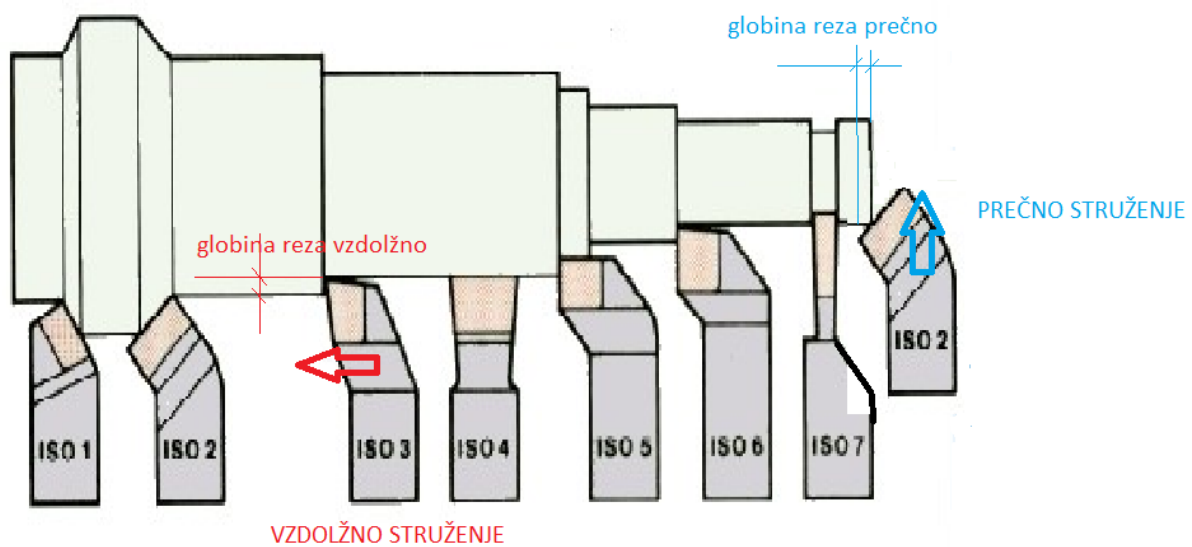 globina reza prečno
PREČNO STRUŽENJE
globina reza vzdolžno
ISO 1
ISO 2
ISO 3
ISO 4
ISO 5
ISO 6
ISO 7
ISO 2
VZDOLŽNO STRUŽENJE